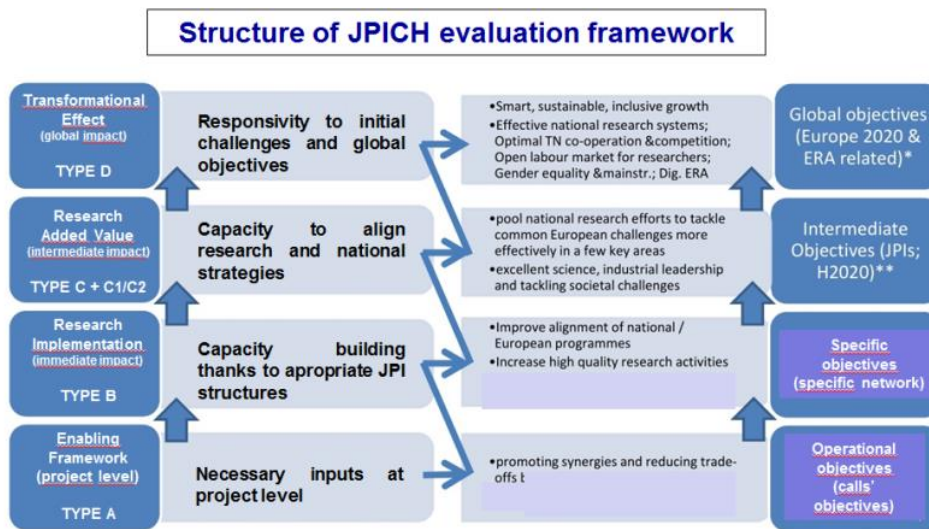 Structure of JPICH evaluation framework
Transformational
Effect
(global impact)
TYPE D
Responsivity to initial
challenges and global
objectives
•Smart, sustainable, inclusive growth
•Effective national research systems;
Optimal TN co-operation &competition;
Open labour market for researchers;
Gender equality &mainstr.; Dig. ERA
Global objectives
(Europe 2020 &
ERA related)*
Research
Added Value
(intermediate impact)
TYPE C + C1/C2
Capacity to align
research and national
strategies
•pool national research efforts to tackle
common European challenges more
effectively in a few key areas
•excellent science, industrial leadership
and tackling societal challenges
Intermediate
Objectives (JPIs;
H2020)**
Research
Implementation
(immediate impact)
TYPE B
Capacity building
thanks to apropriate JPI
structures
•Improve alignment of national /
European programmes
•Increase high quality research activities
Specific
objectives
(specific network)
Enabling
Framework
(project level)
TYPE A
Necessary inputs at
project level
•promoting synergies and reducing trade-
offs
Operational
objectives
(calls'
objectives)